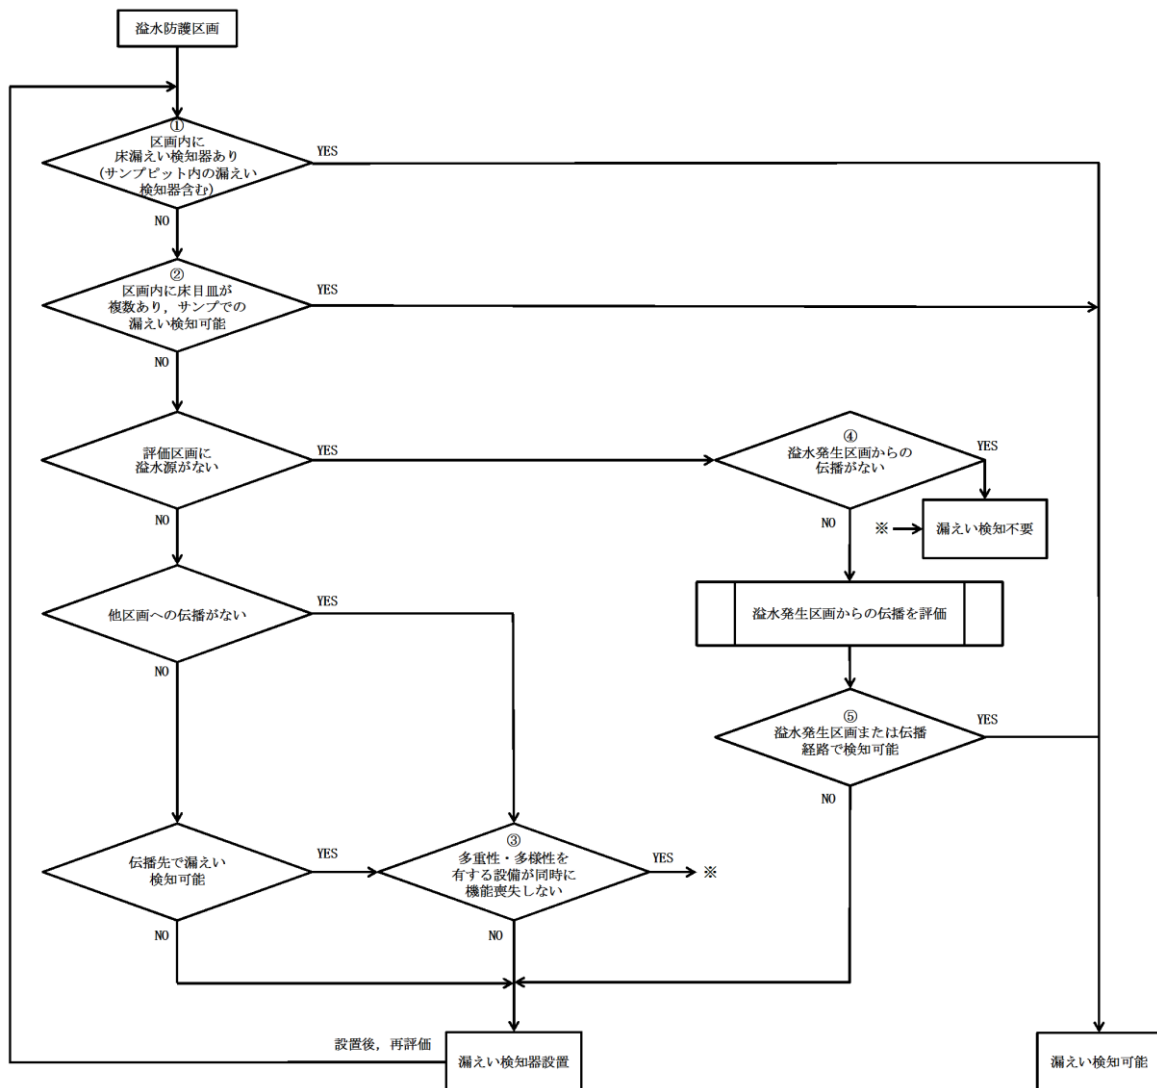 溢水防護区画
①
区画内に
床漏えい検知器あり
(サンプピット内の漏えい
検知器含む)
YES
NO
②
区画内に床目皿が
複数あり，サンプでの
漏えい検知可能
YES
NO
評価区画に
溢水源がない
YES
NO
④
溢水発生区画からの
伝播がない
YES
NO
※
漏えい検知不要
他区画への伝播がない
YES
NO
溢水発生区画からの伝播を評価
⑤
溢水発生区画または伝播
経路で検知可能
YES
NO
伝播先で漏えい
検知可能
YES
NO
③
多重性・多様性を
有する設備が同時に
機能喪失しない
YES
※
NO
設置後，再評価
漏えい検知器設置
漏えい検知可能